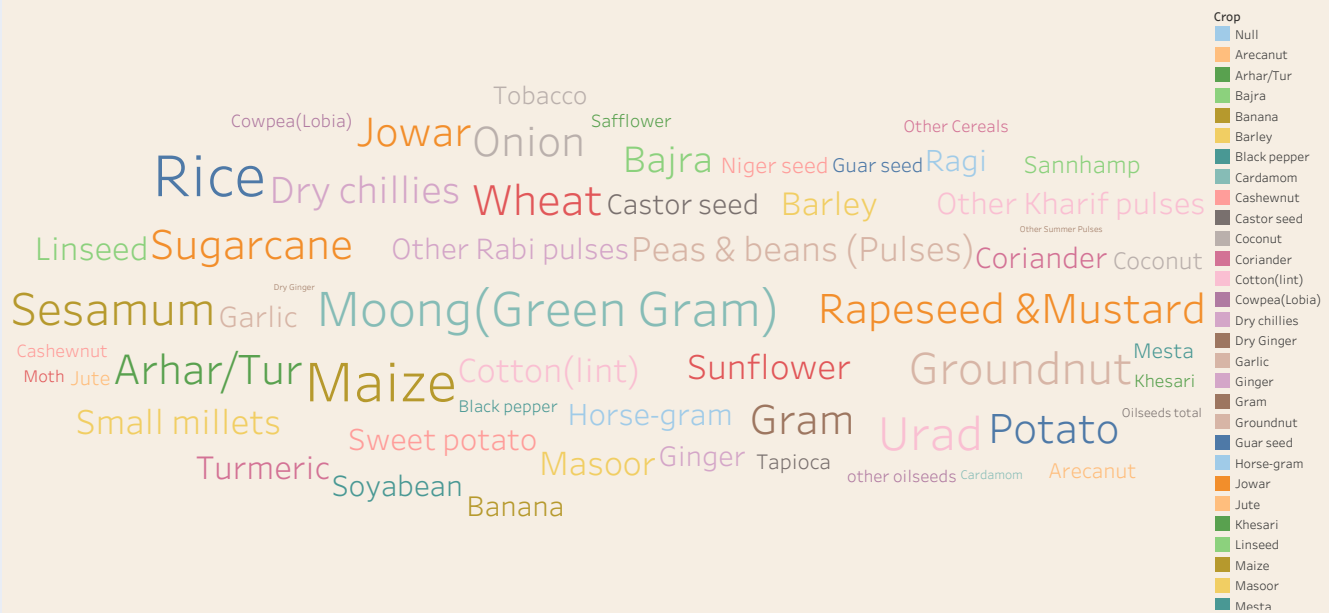 Tobacco
Cowpea(Lobia)
Jowar
Onion
Safflower
Other Cereals
Rice
Dry chillies
Wheat
Castor seed
Bajra
Niger seed
Guar seed
Ragi
Sannhamp
Barley
Other Kharif pulses
Other Summer Pulses
Linseed
Sugarcane
Other Rabi pulses
Peas & beans (Pulses)
Coriander
Coconut
Dry Ginger
Sesamum
Garlic
Moong(Green Gram)
Rapeseed &Mustard
Cashewnut
Moth
Jute
Arhar/Tur
Maize
Cotton(lint)
Sunflower
Groundnut
Mesta
Khesari
Small millets
Black pepper
Horse-gram
Gram
Urad
Potato
Oilseeds total
Sweet potato
Turmeric
Soyabean
Masoor
Ginger
Tapioca
other oilseeds
Cardamom
Arecanut
Banana
Crop
Null
Arecanut
Arhar/Tur
Bajra
Banana
Barley
Black pepper
Cardamom
Cashewnut
Castor seed
Coconut
Coriander
Cotton(lint)
Cowpea(Lobia)
Dry chillies
Dry Ginger
Garlic
Ginger
Gram
Groundnut
Guar seed
Horse-gram
Jowar
Jute
Khesari
Linseed
Maize
Masoor
Mesta